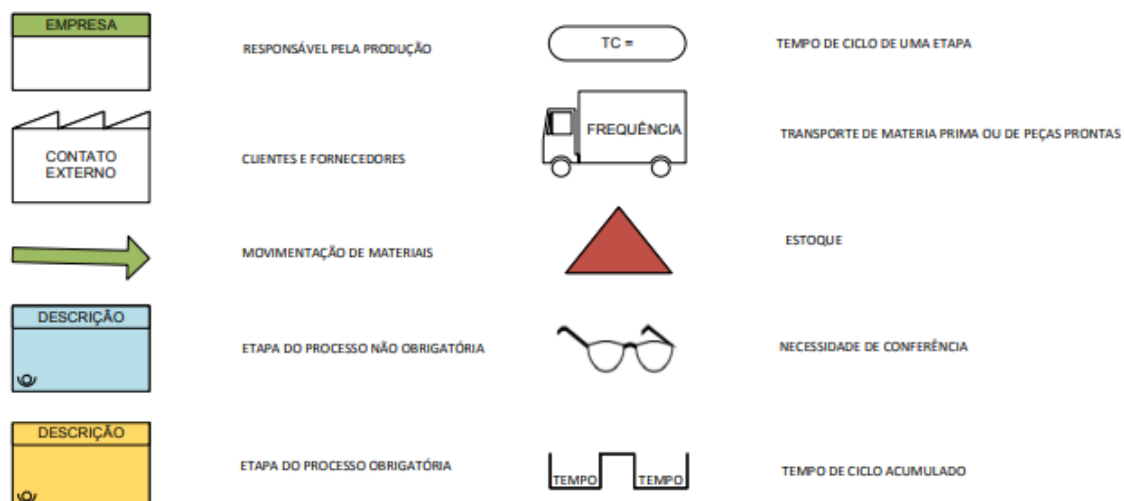 EMPRESA
RESPONSÁVEL PELA PRODUÇÃO
TC =
TEMPO DE CICLO DE UMA ETAPA
CONTATO
EXTERNO
CLIENTES E FORNECEDORES
FREQUÊNCIA
TRANSPORTE DE MATERIA PRIMA OU DE PEÇAS PRONTAS
MOVIMENTAÇÃO DE MATERIAIS
ESTOQUE
DESCRIÇÃO
ETAPA DO PROCESSO NÃO OBRIGATÓRIA
NECESSIDADE DE CONFERÊNCIA
DESCRIÇÃO
ETAPA DO PROCESSO OBRIGATÓRIA
TEMPO
TEMPO
TEMPO DE CICLO ACUMULADO